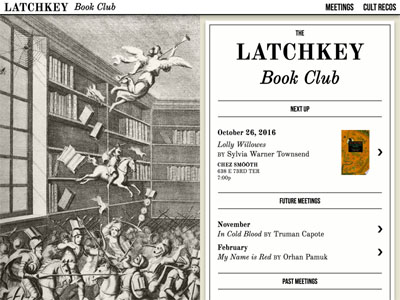 LATCHKEY Book Club
MEETINGS CULT RECOS
THE
LATCHKEY
Book Club
NEXT UP
October 26, 2016
Lolly Willowes
BY Sylvia Warner Townsend
CHEZ SMOOTH
638 E 73RD TER
7:00p
FUTURE MEETINGS
November
In Cold Blood BY Truman Capote
February
My Name is Red BY Orhan Pamuk
PAST MEETINGS